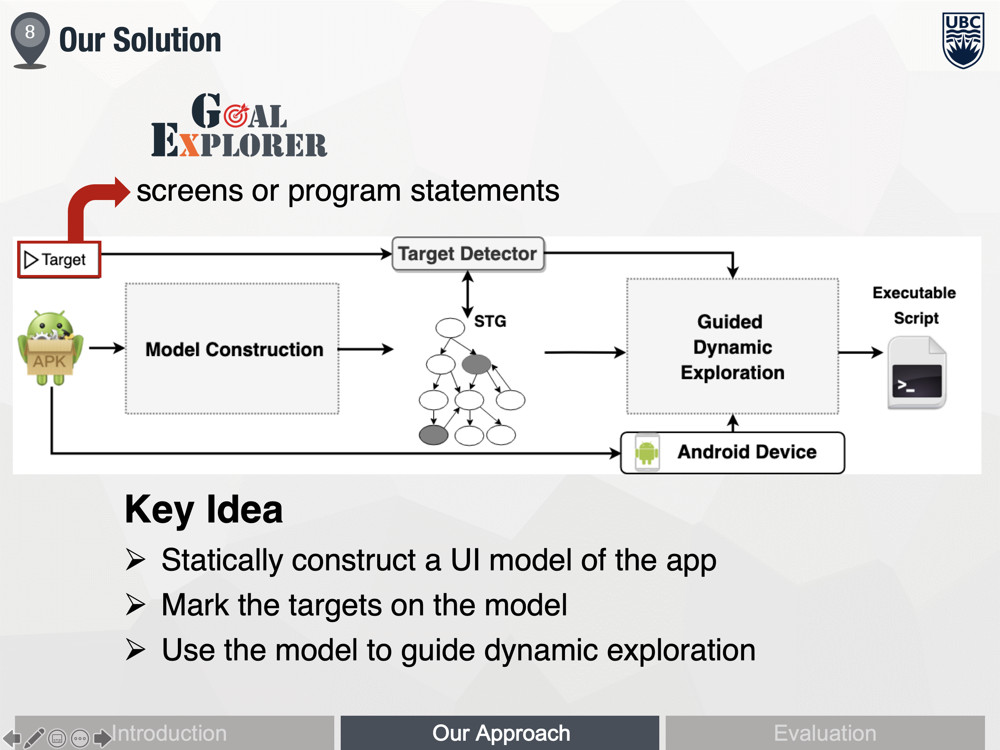 8
Our Solution
UBC
GOAL
EXPLORER
screens or program statements
Target
Target Detector
STG
Model Construction
APK
Guided
Dynamic
Exploration
Executable
Script
>_
Android Device
Key Idea
➢ Statically construct a UI model of the app
➢ Mark the targets on the model
➢ Use the model to guide dynamic exploration
Introduction
Our Approach
Evaluation